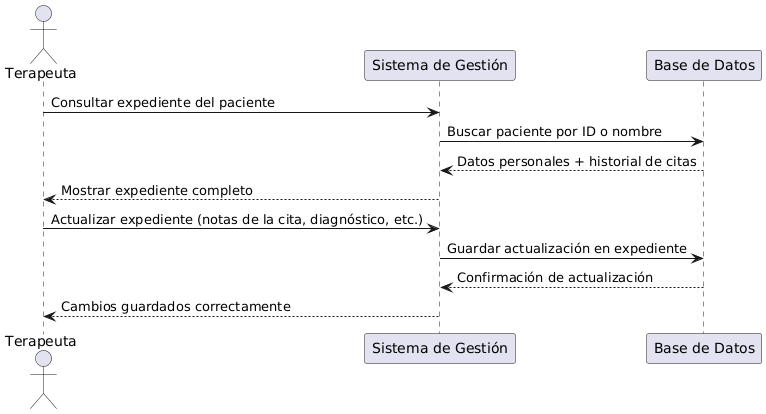 Terapeuta
Sistema de Gestión
Base de Datos
Consultar expediente del paciente
Buscar paciente por ID o nombre
Datos personales + historial de citas
Mostrar expediente completo
Actualizar expediente (notas de la cita, diagnóstico, etc.)
Guardar actualización en expediente
Confirmación de actualización
Cambios guardados correctamente
Terapeuta
Sistema de Gestión
Base de Datos